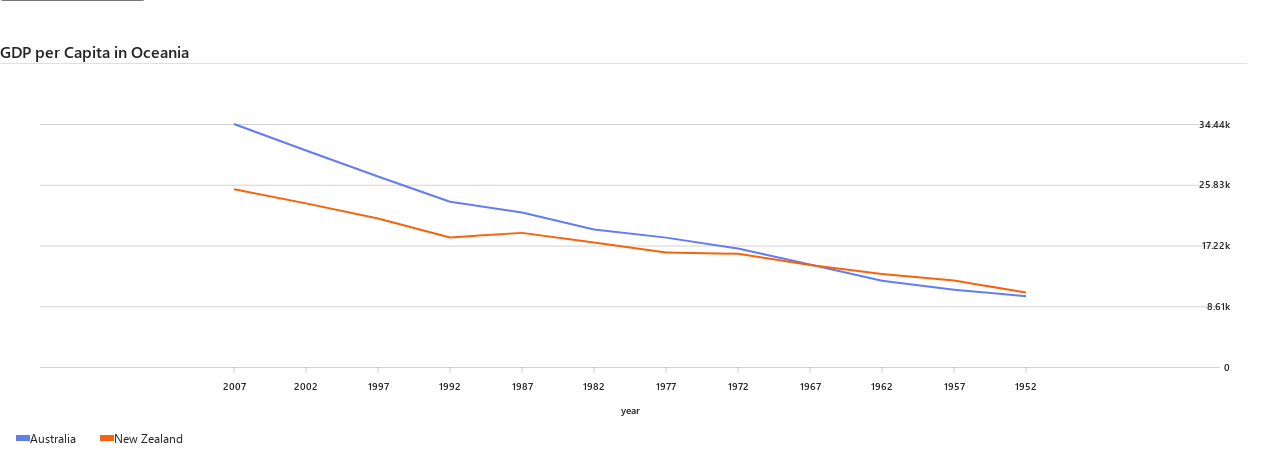 GDP per Capita in Oceania
34.44k
25.83k
17.22k
8.61k
0
2007 2002 1997 1992 1987 1982 1977 1972 1967 1962 1957 1952
year
Australia New Zealand